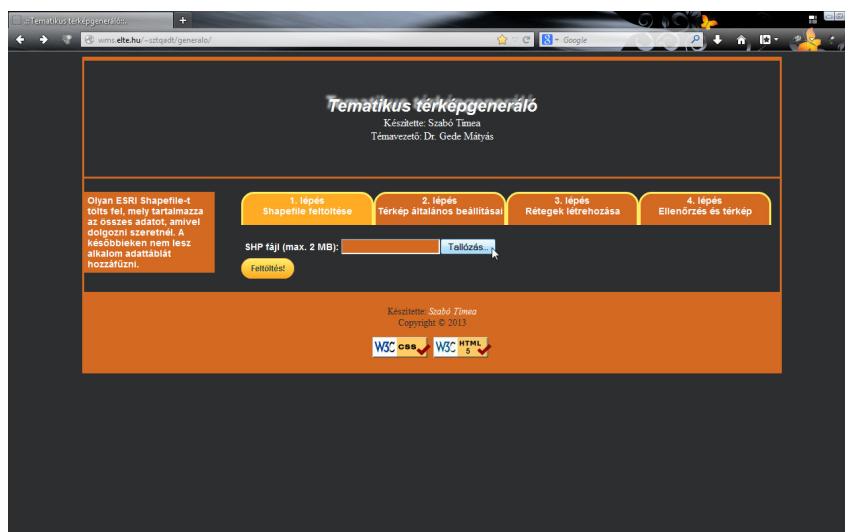 .::Tematikus térképgeneráló::.
wms.elte.hu/~sztqadt/generalo/
Google
Tematikus térképgeneráló
Készítette: Szabó Tímea
Témavezető: Dr. Gede Mátyás
Olyan ESRI Shapefile-t
tölts fel, mely tartalmazza
az összes adatot, amivel
dolgozni szeretnél. A
későbbieken nem lesz
alkalom adattáblát
hozzáfűzni.
1. lépés
Shapefile feltöltése
2. lépés
Térkép általános beállításai
3. lépés
Rétegek létrehozása
4. lépés
Ellenőrzés és térkép
SHP fájl (max. 2 MB):
Tallózás...
Feltöltés!
Készítette: Szabó Tímea
Copyright © 2013
W3C css
W3C HTML
5